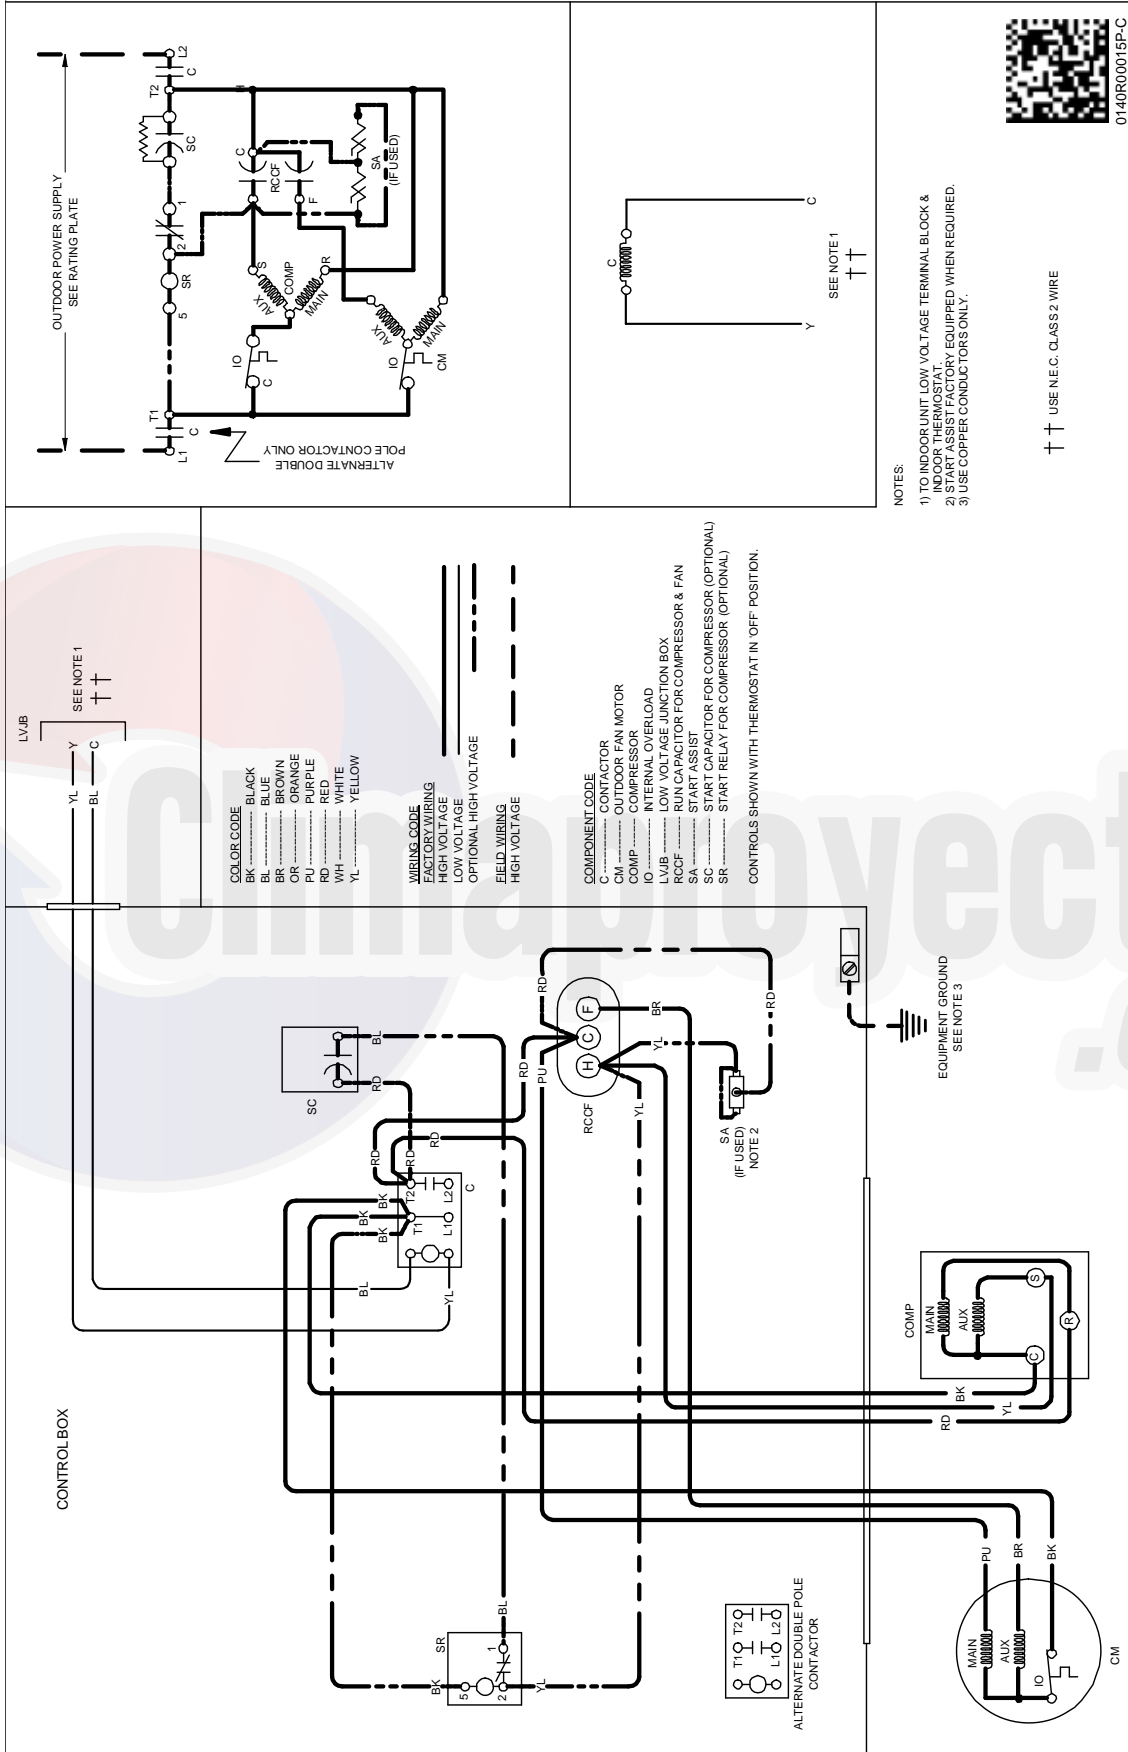 CONTROL BOX
LVJB
Y
C
SEE NOTE 1
YL
BL
SC
RD
BL
BK
BK
BK
RD
RD
RD
T2
T1
L2
L1
C
BL
YL
SR
BK
5
1
2
YL
BL
RD
PU
RD
H
C
F
RCCF
YL
BR
YL
RD
SA
(IF USED)
NOTE 2
EQUIPMENT GROUND
SEE NOTE 3
ALTERNATE DOUBLE POLE
CONTACTOR
T1
T2
L1
L2
COMP
MAIN
AUX
C
S
R
BK
YL
RD
PU
BR
BK
MAIN
AUX
IO
CM
COLOR CODE
BK ---------- BLACK
BL ---------- BLUE
BR ---------- BROWN
OR ---------- ORANGE
PU ---------- PURPLE
RD ---------- RED
WH ---------- WHITE
YL ---------- YELLOW
WIRING CODE
FACTORY WIRING
HIGH VOLTAGE
LOW VOLTAGE
OPTIONAL HIGH VOLTAGE
FIELD WIRING
HIGH VOLTAGE
COMPONENT CODE
C ---------- CONTACTOR
CM ---------- OUTDOOR FAN MOTOR
COMP ---------- COMPRESSOR
IO ---------- INTERNAL OVERLOAD
LVJB ---------- LOW VOLTAGE JUNCTION BOX
RCCF ---------- RUN CAPACITOR FOR COMPRESSOR & FAN
SA ---------- START ASSIST
SC ---------- START CAPACITOR FOR COMPRESSOR (OPTIONAL)
SR ---------- START RELAY FOR COMPRESSOR (OPTIONAL)
CONTROLS SHOWN WITH THERMOSTAT IN 'OFF' POSITION.
OUTDOOR POWER SUPPLY
SEE RATING PLATE
L1
C
T1
5
SR
2
1
SC
T2
C
L2
ALTERNATE DOUBLE
POLE CONTACTOR ONLY
IO
C
AUX
S
COMP
MAIN
R
H
C
RCCF
F
SA
(IF USED)
IO
AUX
MAIN
CM
C
Y
C
SEE NOTE 1
NOTES:
1) TO INDOOR UNIT LOW VOLTAGE TERMINAL BLOCK &
INDOOR THERMOSTAT.
2) START ASSIST FACTORY EQUIPPED WHEN REQUIRED.
3) USE COPPER CONDUCTORS ONLY.
†† USE N.E.C. CLASS 2 WIRE
0140R00015P-C
Climaproyect